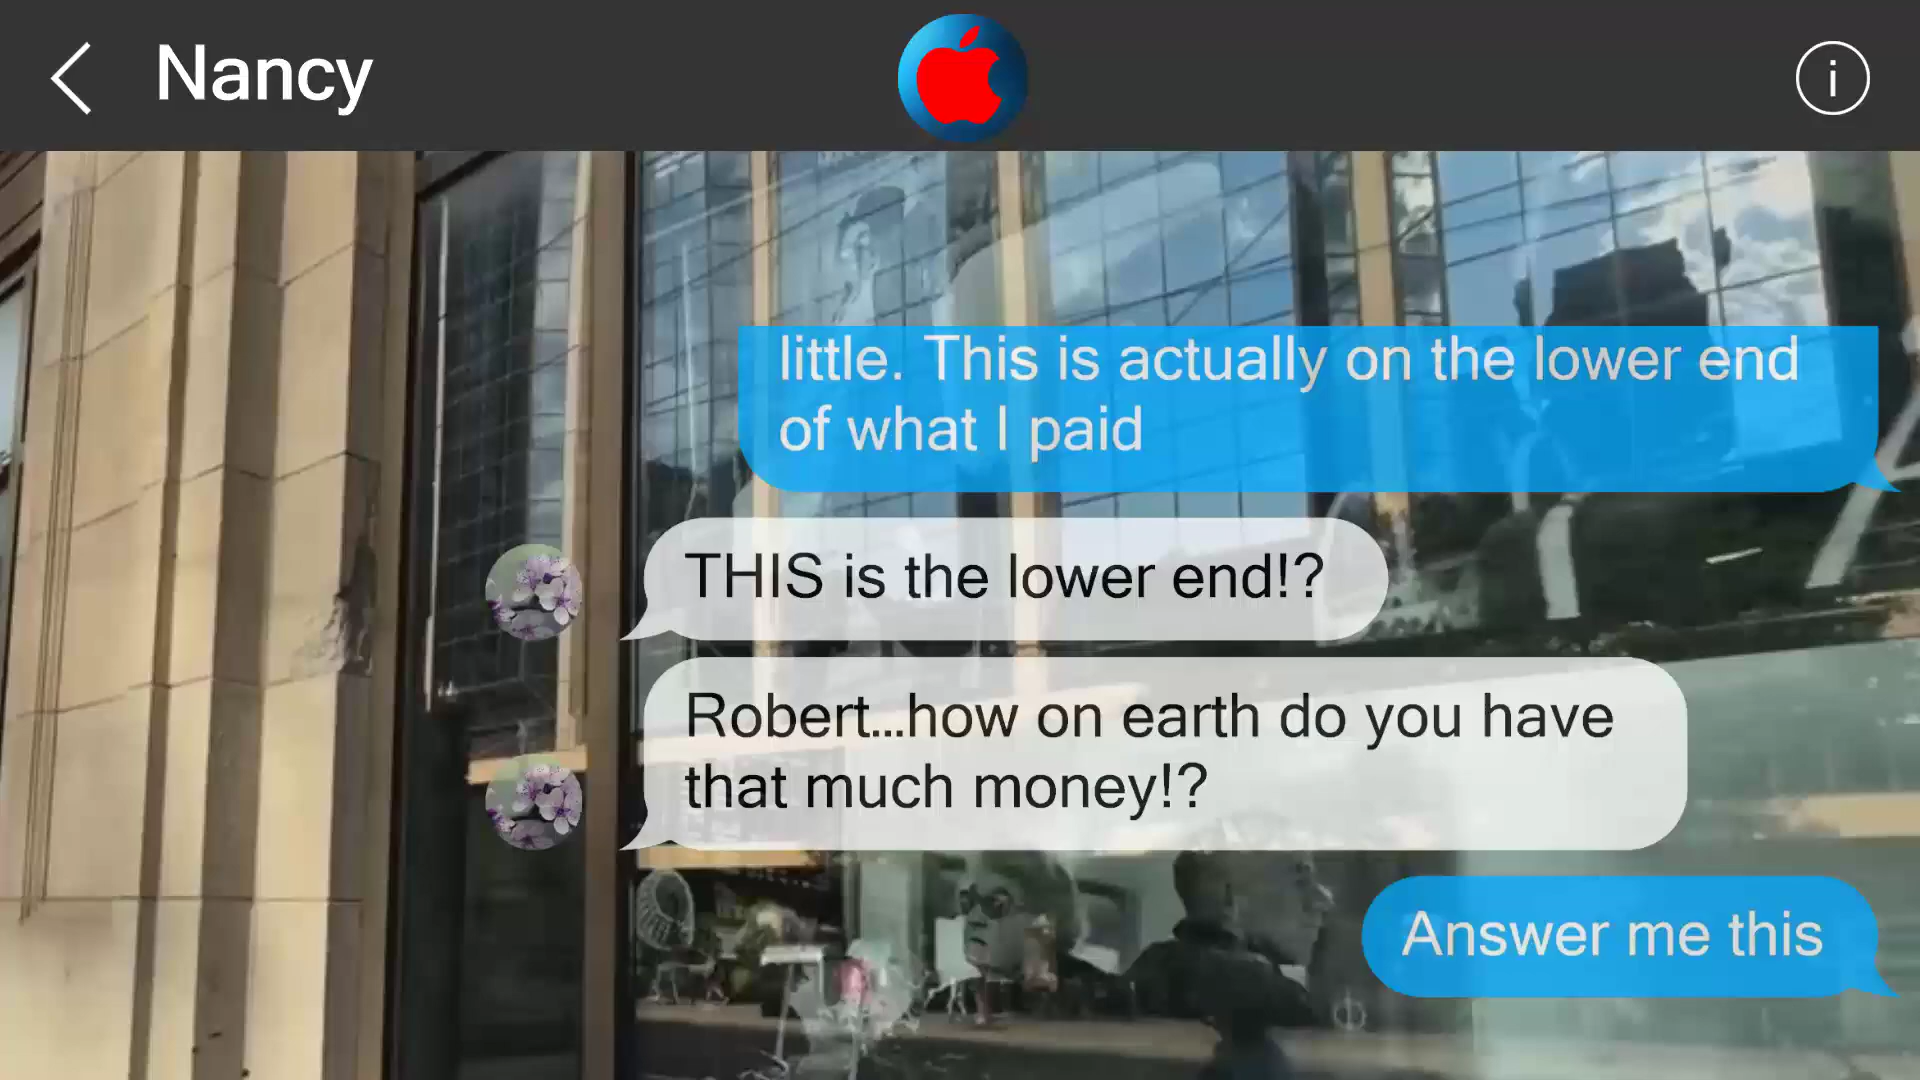 Nancy
little. This is actually on the lower end
of what I paid
THIS is the lower end!?
Robert...how on earth do you have
that much money!?
Answer me this